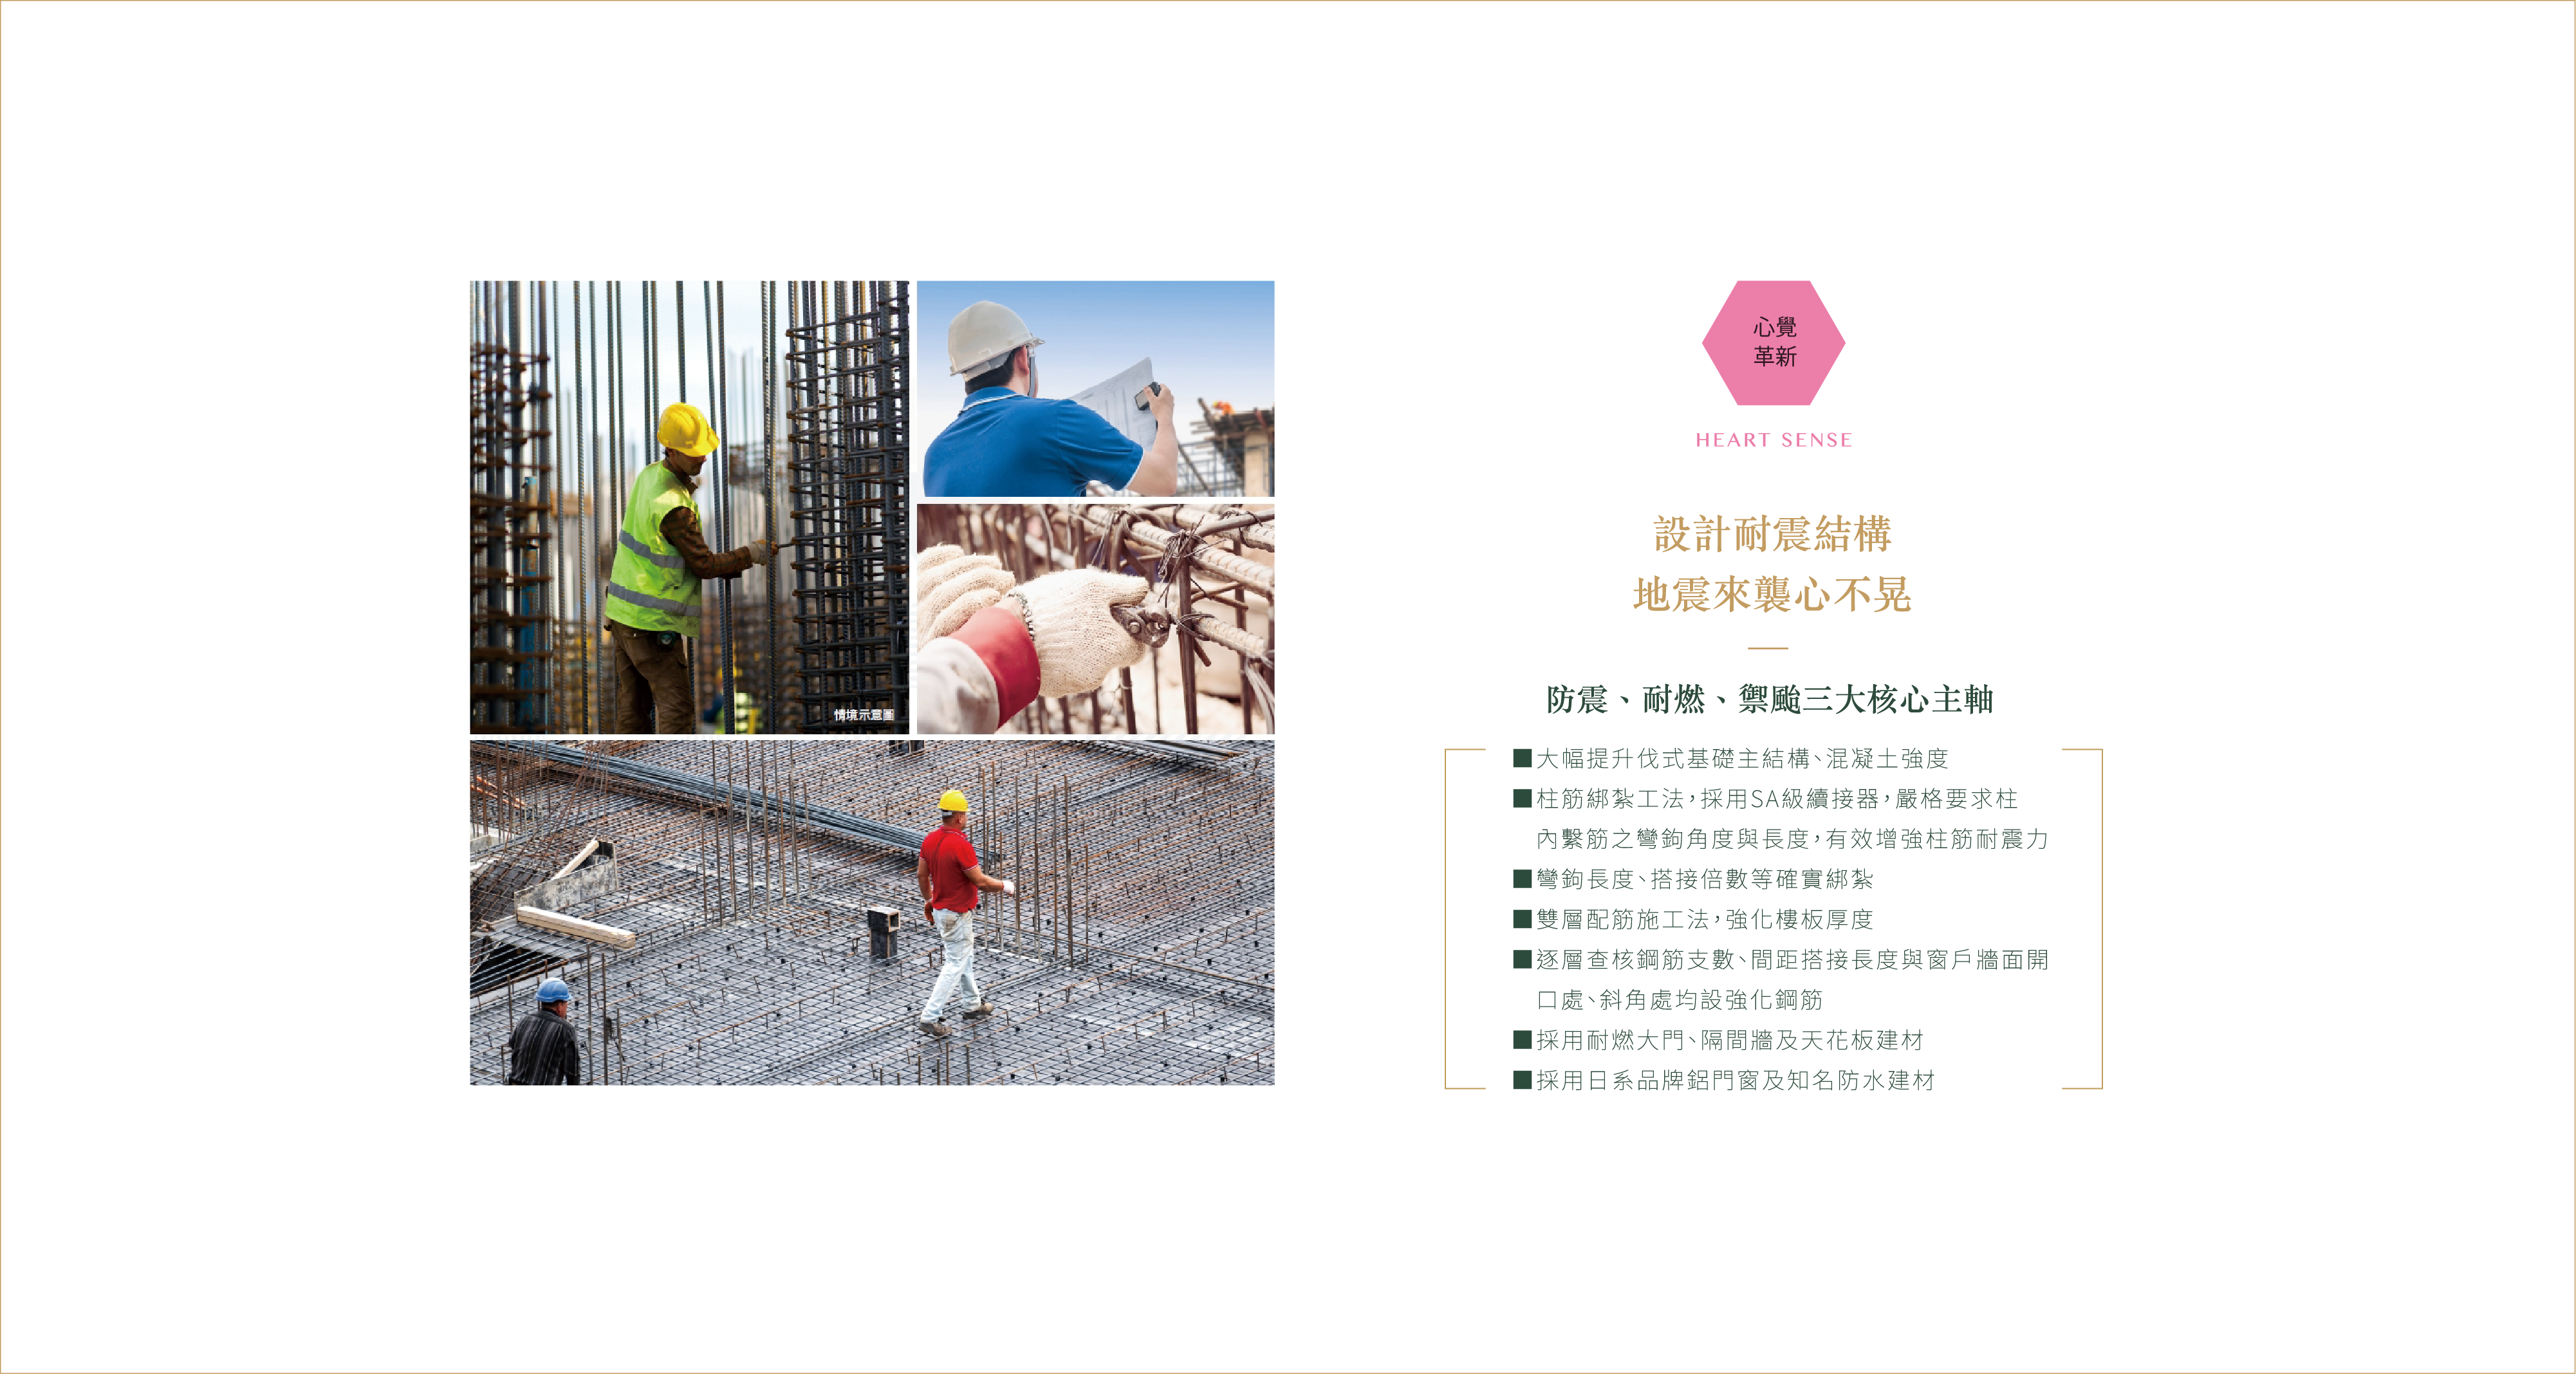 情境示意圖
心覺
革新
HEART SENSE
設計耐震結構
地震來襲心不晃
防震、耐燃、禦颱三大核心主軸
■大幅提升伐式基礎主結構、混凝土強度
■柱筋綁紮工法，採用SA級續接器，嚴格要求柱
內繫筋之彎鉤角度與長度，有效增強柱筋耐震力
■彎鉤長度、搭接倍數等確實綁紮
■雙層配筋施工法，強化樓板厚度
■逐層查核鋼筋支數、間距搭接長度與窗戶牆面開
口處、斜角處均設強化鋼筋
■採用耐燃大門、隔間牆及天花板建材
■採用日系品牌鋁門窗及知名防水建材